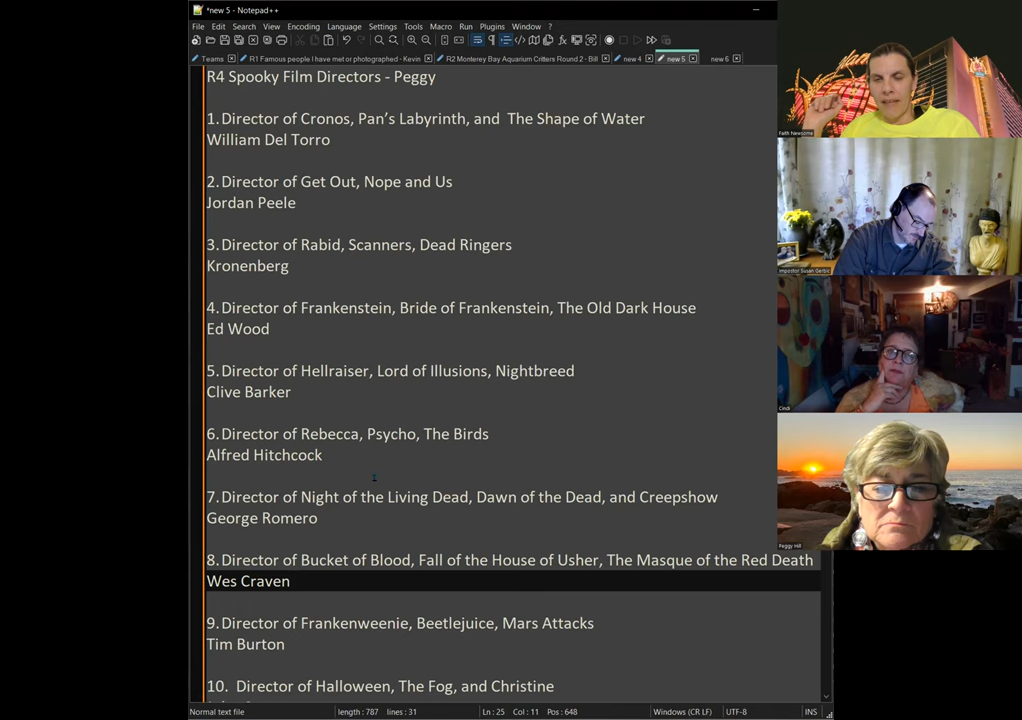 *new 5 - Notepad++
File Edit Search View Encoding Language Settings Tools Macro Run Plugins Window ?
Teams R1 Famous people I have met or photographed - Kevin R2 Monterey Bay Aquarium Critters Round 2 - Bill new 4 new 5 new 6
R4 Spooky Film Directors - Peggy
1. Director of Cronos, Pan's Labyrinth, and The Shape of Water
William Del Torro
2. Director of Get Out, Nope and Us
Jordan Peele
3. Director of Rabid, Scanners, Dead Ringers
Kronenberg
4. Director of Frankenstein, Bride of Frankenstein, The Old Dark House
Ed Wood
5. Director of Hellraiser, Lord of Illusions, Nightbreed
Clive Barker
6. Director of Rebecca, Psycho, The Birds
Alfred Hitchcock
7. Director of Night of the Living Dead, Dawn of the Dead, and Creepshow
George Romero
8. Director of Bucket of Blood, Fall of the House of Usher, The Masque of the Red Death
Wes Craven
9. Director of Frankenweenie, Beetlejuice, Mars Attacks
Tim Burton
10. Director of Halloween, The Fog, and Christine
Normal text file length : 787 lines : 31 Ln : 25 Col : 11 Pos : 648 Windows (CR LF) UTF-8 INS
Faith Newsome
Impostor Susan Gerbic
Cindi
Peggy Hill